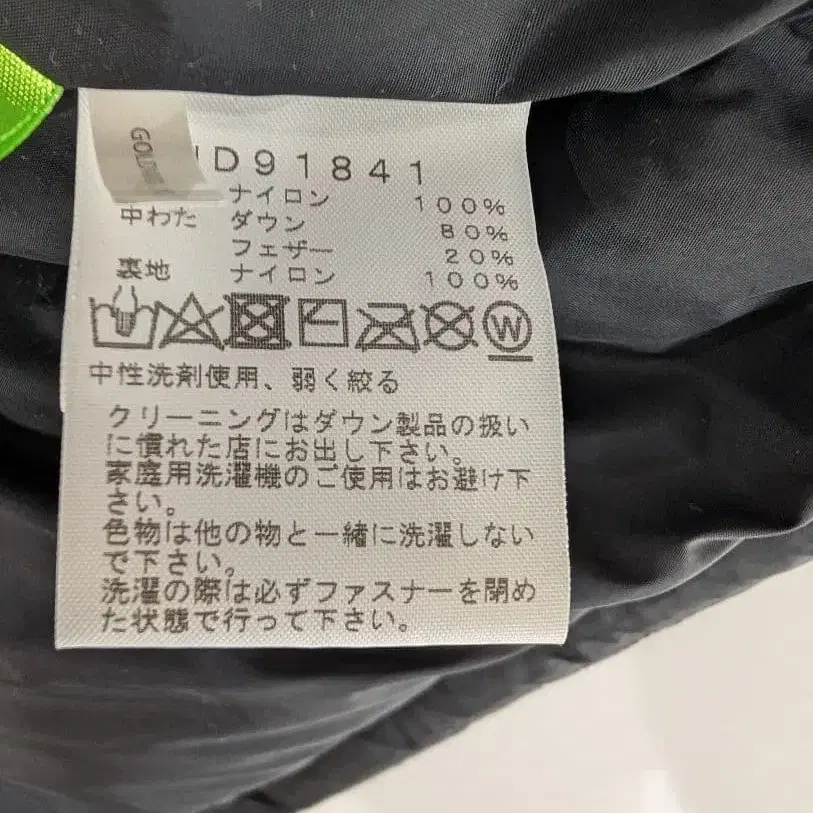 GOLDWIN
ND91841
ナイロン 100%
中わた ダウン 80%
フェザー 20%
裏地 ナイロン 100%
W
中性洗剤使用、弱く絞る
クリーニングはダウン製品の扱い
に慣れた店にお出し下さい。
家庭用洗濯機のご使用はお避け下
さい。
色物は他の物と一緒に洗濯しない
で下さい。
洗濯の際は必ずファスナーを閉め
た状態で行って下さい。